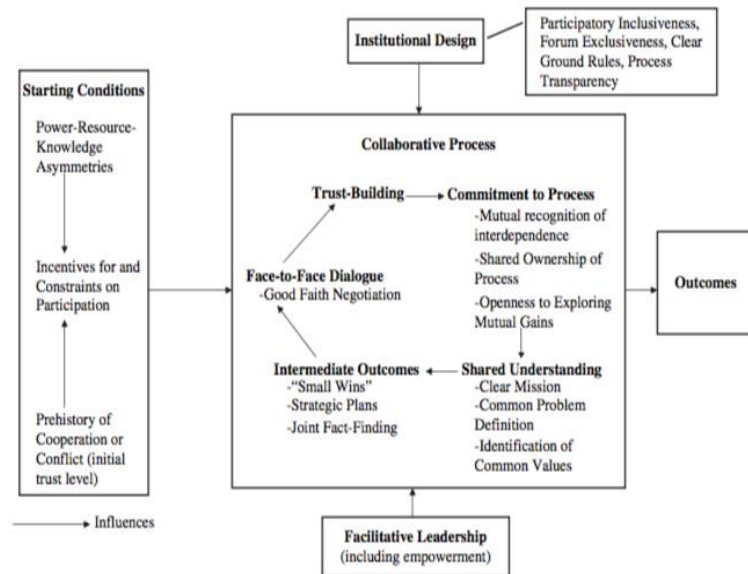 Institutional Design
Participatory Inclusiveness,
Forum Exclusiveness, Clear
Ground Rules, Process
Transparency
Starting Conditions
Power-Resource-
Knowledge
Asymmetries
Incentives for and
Constraints on
Participation
Prehistory of
Cooperation or
Conflict (initial
trust level)
Influences
Collaborative Process
Trust-Building
Commitment to Process
-Mutual recognition of
interdependence
-Shared Ownership of
Process
-Openness to Exploring
Mutual Gains
Face-to-Face Dialogue
-Good Faith Negotiation
Intermediate Outcomes
-“Small Wins”
-Strategic Plans
-Joint Fact-Finding
Shared Understanding
-Clear Mission
-Common Problem
Definition
-Identification of
Common Values
Outcomes
Facilitative Leadership
(including empowerment)